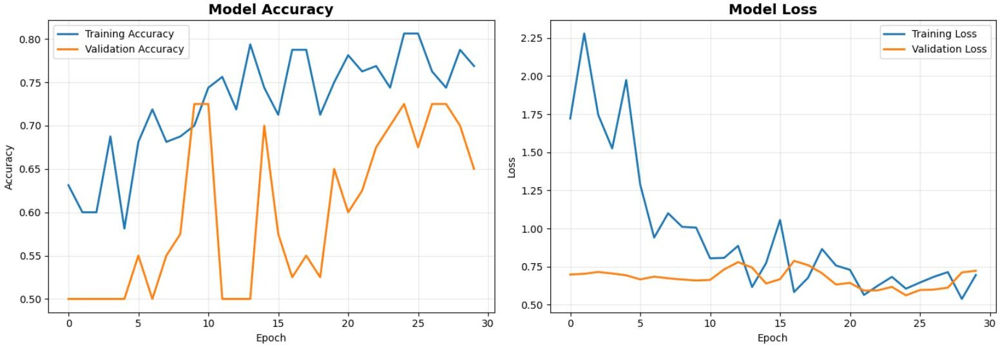 Model Accuracy
Training Accuracy
Validation Accuracy
0.80
0.75
0.70
0.65
0.60
0.55
0.50
Accuracy
0 5 10 15 20 25 30
Epoch
Model Loss
Training Loss
Validation Loss
2.25
2.00
1.75
1.50
1.25
1.00
0.75
0.50
Loss
0 5 10 15 20 25 30
Epoch